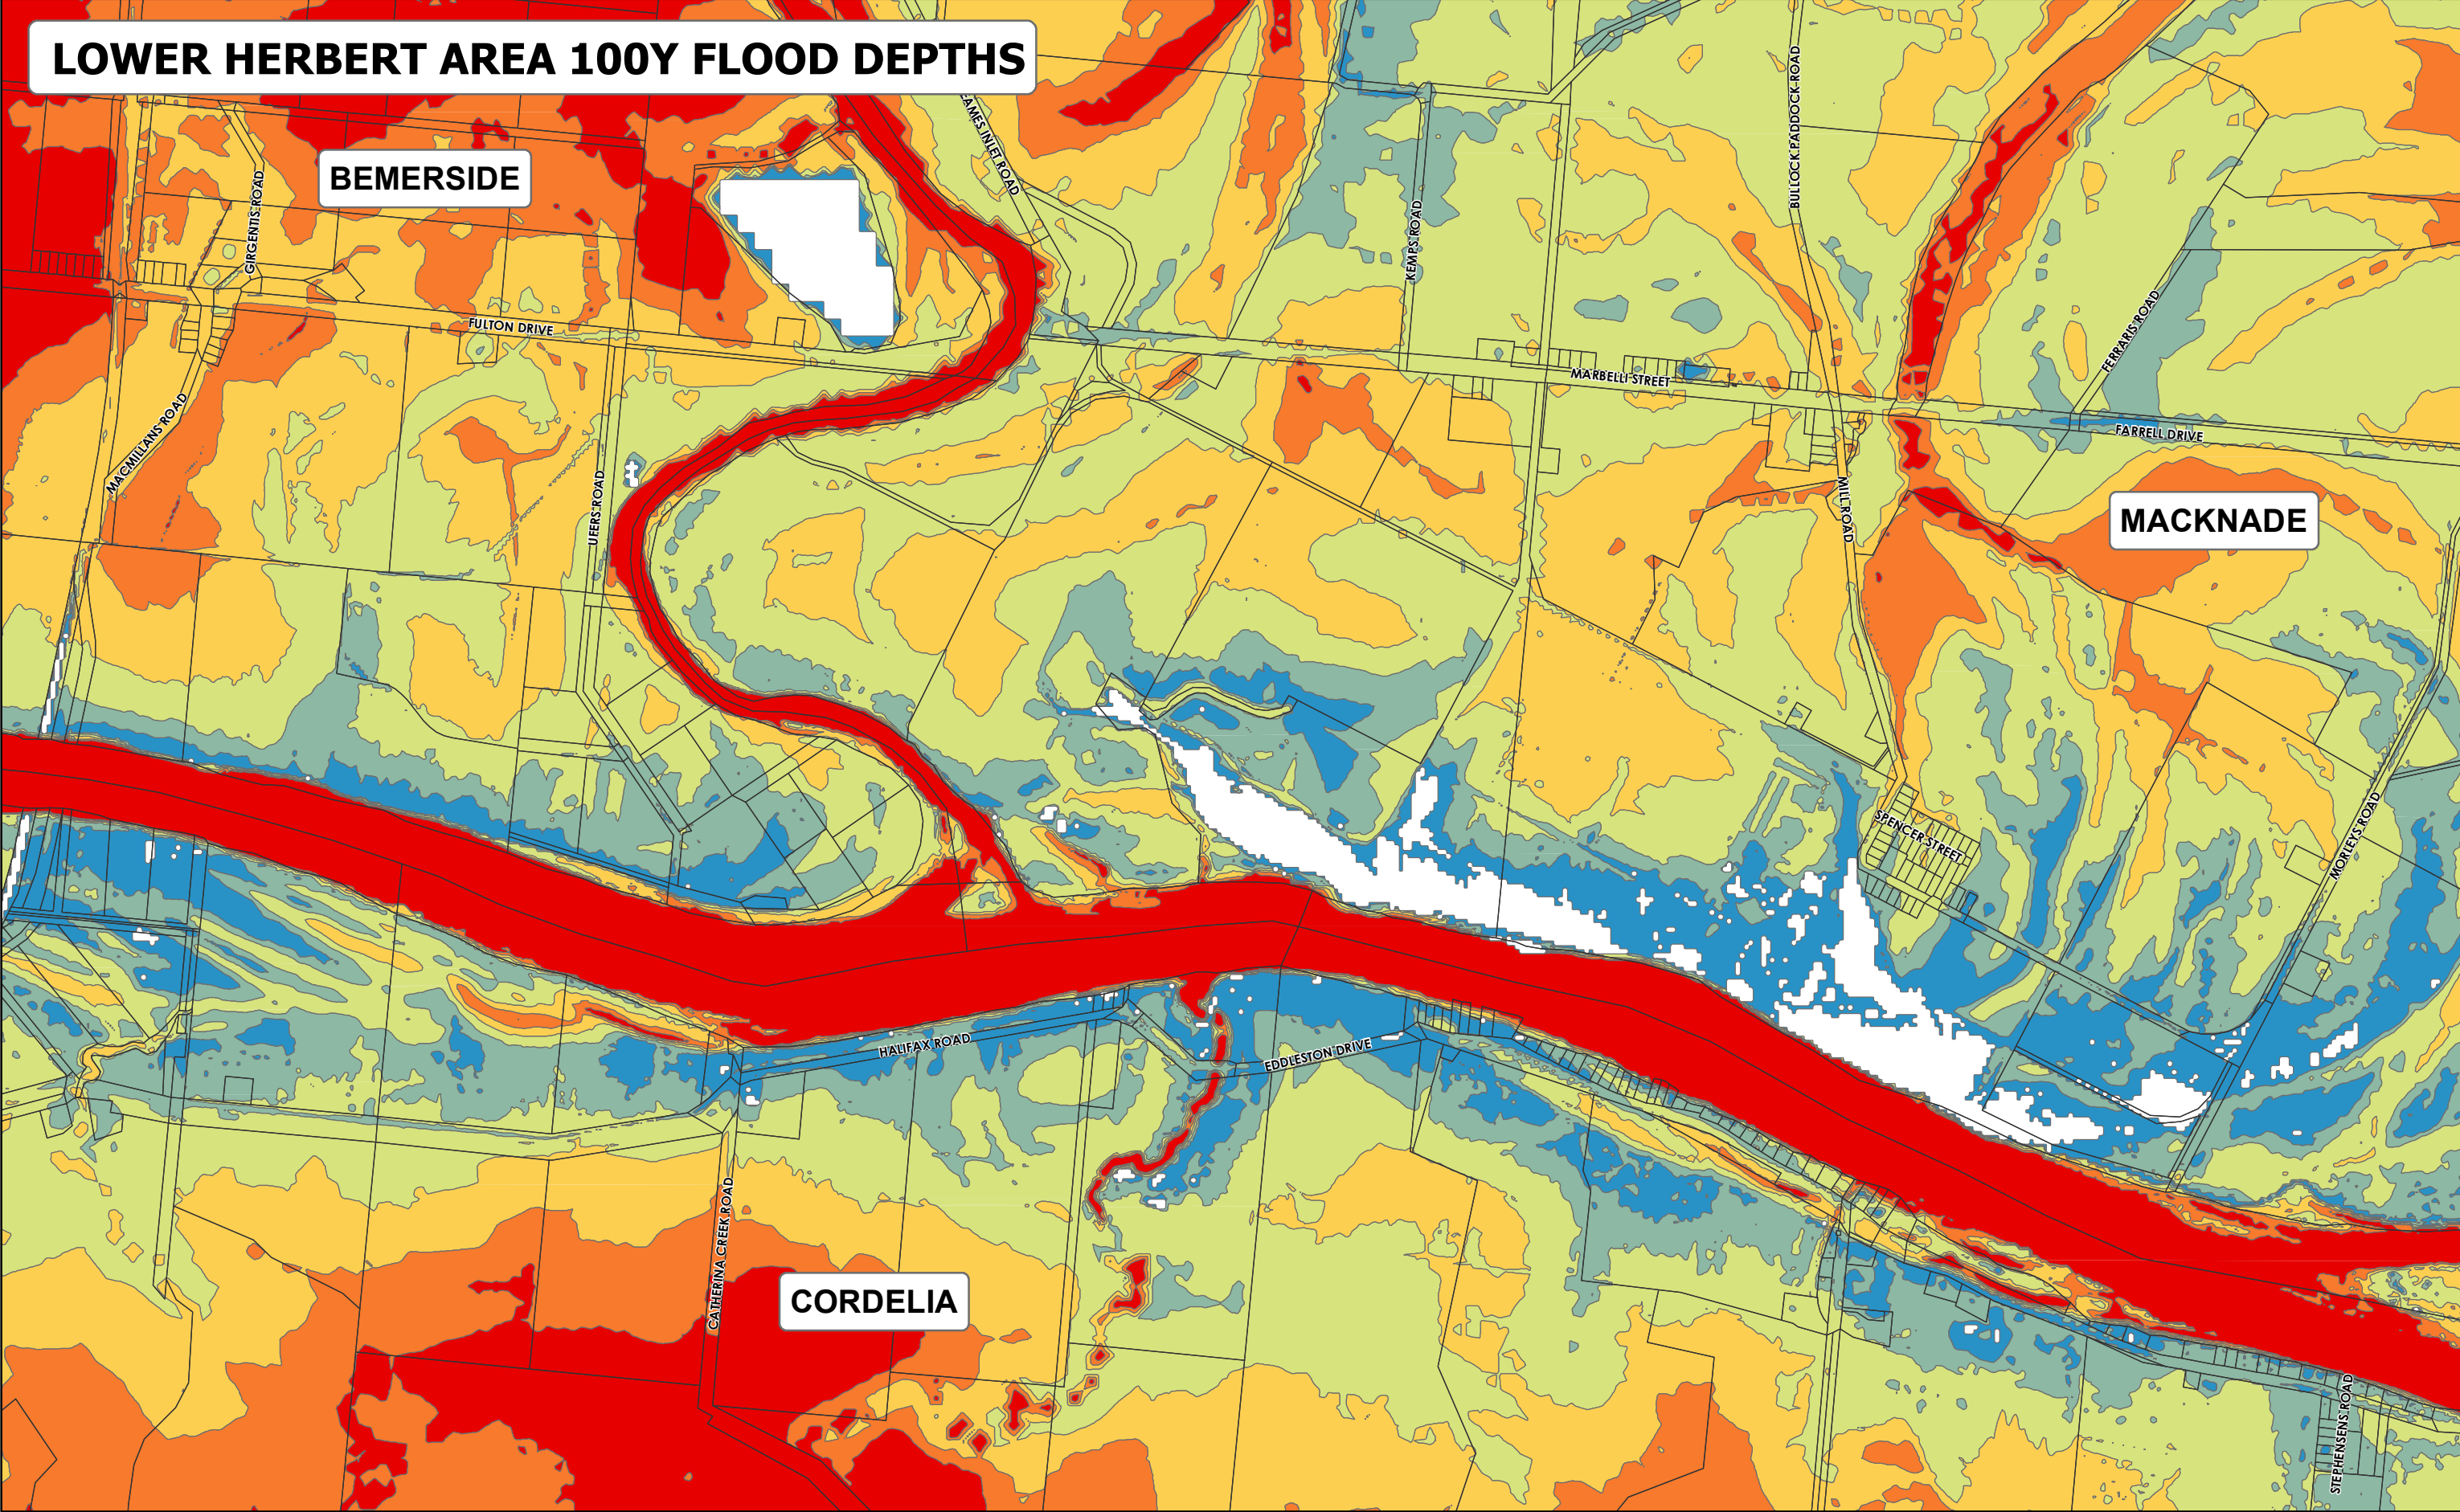 LOWER HERBERT AREA 100Y FLOOD DEPTHS
EAMES INLET ROAD
BULLOCK PADDOCK ROAD
BEMERSIDE
GIRGENTIS ROAD
KEMPS ROAD
FULTON DRIVE
FERRARIS ROAD
MARBELLI STREET
MACMILLANS ROAD
FARRELL DRIVE
UEERS ROAD
MILL ROAD
MACKNADE
SPENCER STREET
MORLEYS ROAD
HALIFAX ROAD
EDDLESTON DRIVE
CATHERINA CREEK ROAD
CORDELIA
STEPHENSENS ROAD